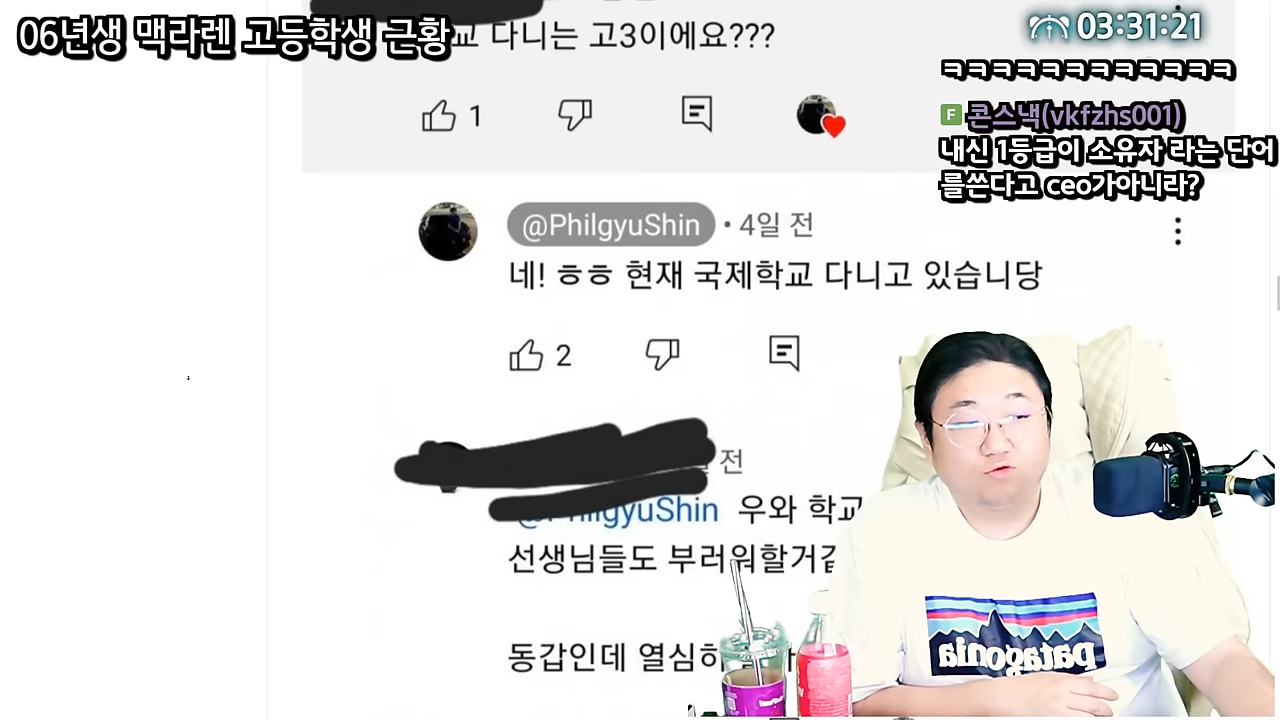 06년생 맥라렌 고등학생 근황
교 다니는 고3이에요???
1
@PhilgyuShin • 4일 전
네! ㅎㅎ 현재 국제학교 다니고 있습니당
2
전
@PhilgyuShin 우와 학교
선생님들도 부러워할거
동갑인데 열심히
03:31:21
ㅋㅋㅋㅋㅋㅋㅋㅋㅋㅋㅋㅋ
F 콘스낵(vkfzhs001)
내신 1등급이 소유자 라는 단어
를쓴다고 ceo가아니라?
patagonia